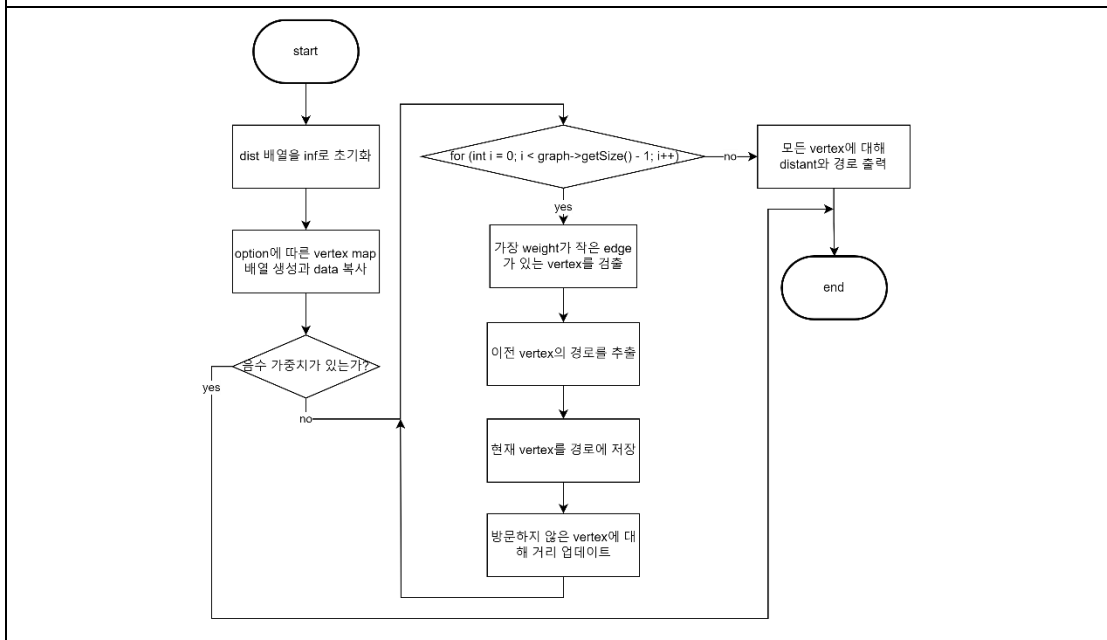 start
dist 배열을 inf로 초기화
option에 따른 vertex map
배열 생성과 data 복사
음수 가중치가 있는가?
yes
no
for (int i = 0; i < graph->getSize() - 1; i++)
no
yes
가장 weight가 작은 edge
가 있는 vertex를 검출
이전 vertex의 경로를 추출
현재 vertex를 경로에 저장
방문하지 않은 vertex에 대
해 거리 업데이트
모든 vertex에 대해
distant와 경로 출력
end